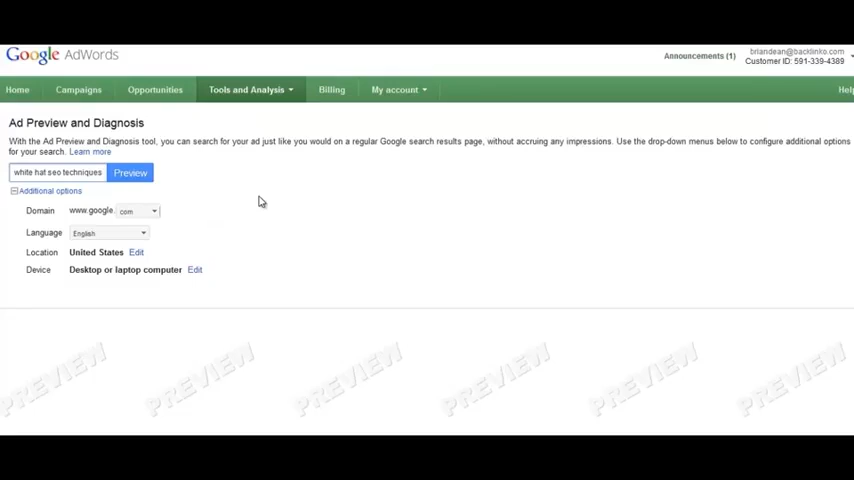 Google AdWords
Announcements (1)
briandean@backlinko.com
Customer ID: 591-339-4389
Home Campaigns Opportunities Tools and Analysis Billing My account Help
Ad Preview and Diagnosis
With the Ad Preview and Diagnosis tool, you can search for your ad just like you would on a regular Google search results page, without accruing any impressions. Use the drop-down menus below to configure additional options
for your search. Learn more
white hat seo techniques Preview
Additional options
Domain www.google. com
Language English
Location United States Edit
Device Desktop or laptop computer Edit
PREVIEW PREVIEW PREVIEW PREVIEW PREVIEW PREVIEW